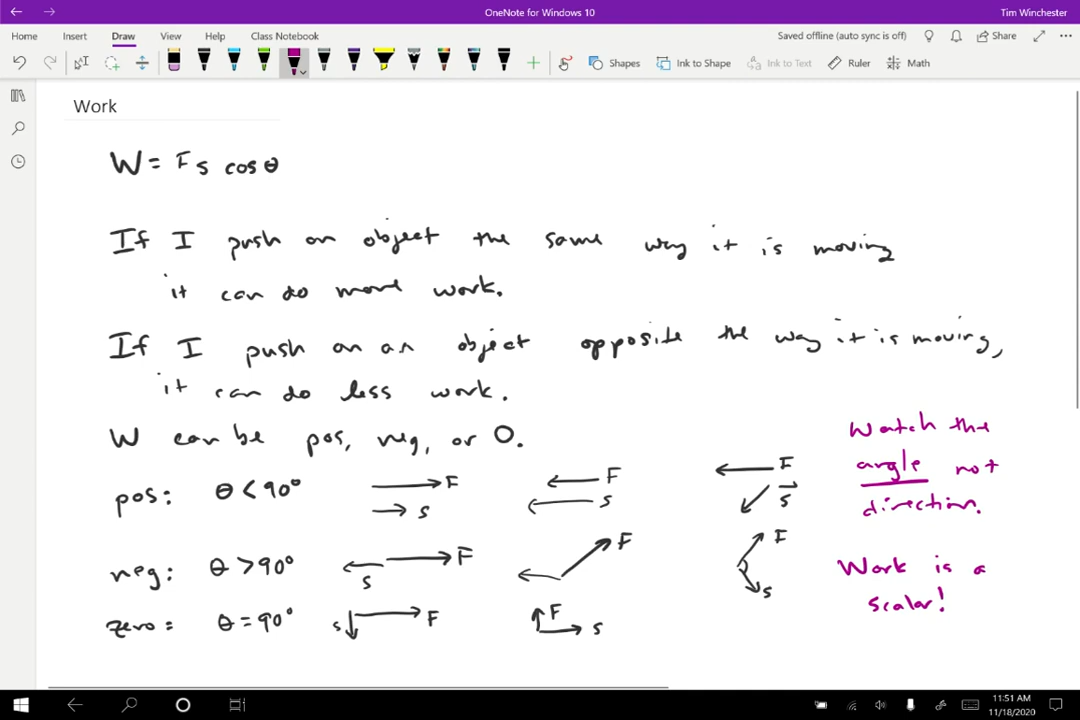 OneNote for Windows 10
Tim Winchester
Home Insert Draw View Help Class Notebook
Saved offline (auto sync is off) Share
Shapes Ink to Shape Ink to Text Ruler Math
Work
W = Fs cos θ
If I push on object the same way it is moving
it can do more work.
If I push on an object opposite the way it is moving,
it can do less work.
W can be pos, neg, or 0.
Watch the
angle not
direction.
pos: θ < 90° F s F s F s
neg: θ > 90° s F F F s
Work is a
scalar!
zero: θ = 90° s F F s
11:51 AM
11/18/2020